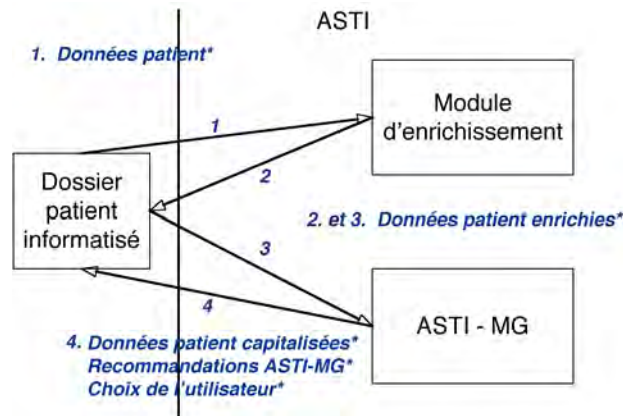 ASTI
1. Données patient*
Module
d'enrichissement
1
2
Dossier
patient
informatisé
2. et 3. Données patient enrichies*
3
4
ASTI - MG
4. Données patient capitalisées*
Recommandations ASTI-MG*
Choix de l'utilisateur*